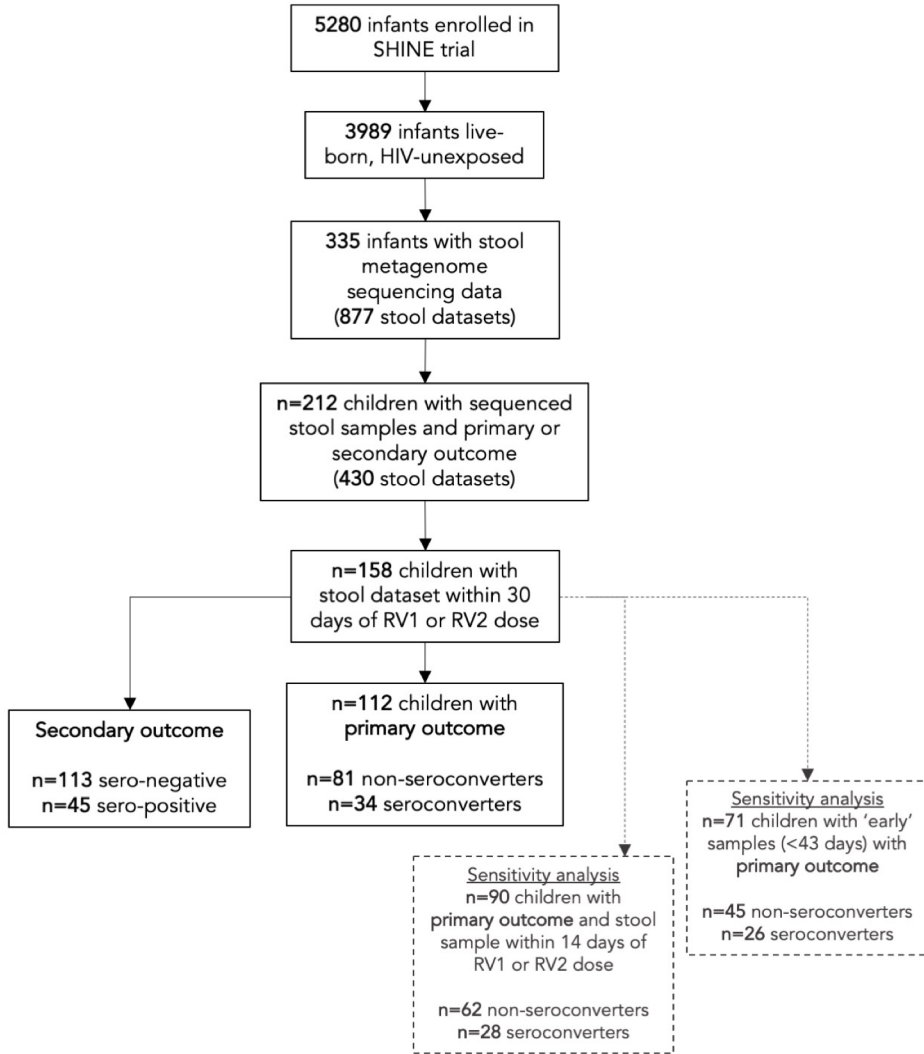 5280 infants enrolled in
SHINE trial
3989 infants live-
born, HIV-unexposed
335 infants with stool
metagenome
sequencing data
(877 stool datasets)
n=212 children with sequenced
stool samples and primary or
secondary outcome
(430 stool datasets)
n=158 children with
stool dataset within 30
days of RV1 or RV2 dose
Secondary outcome
n=113 sero-negative
n=45 sero-positive
n=112 children with
primary outcome
n=81 non-seroconverters
n=34 seroconverters
Sensitivity analysis
n=90 children with
primary outcome and stool
sample within 14 days of
RV1 or RV2 dose
n=62 non-seroconverters
n=28 seroconverters
Sensitivity analysis
n=71 children with ‘early’
samples (<43 days) with
primary outcome
n=45 non-seroconverters
n=26 seroconverters